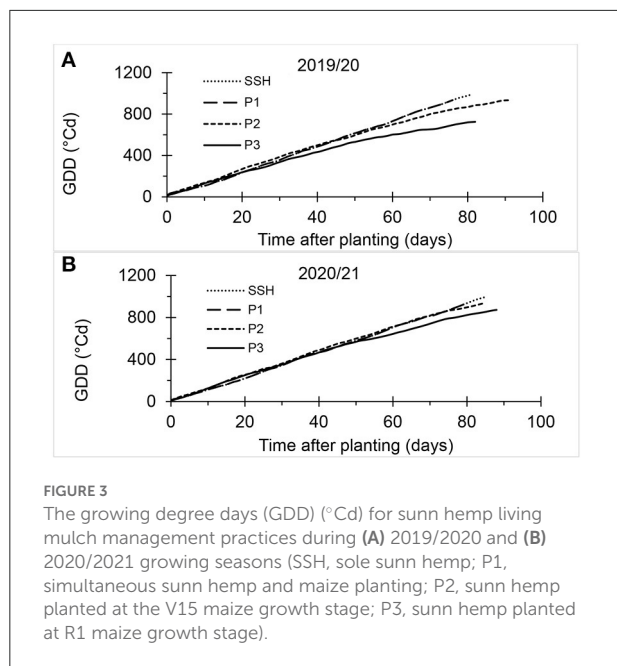 A
2019/20
SSH
P1
P2
P3
1200
800
400
0
GDD (°Cd)
0 20 40 60 80 100
Time after planting (days)
B
2020/21
SSH
P1
P2
P3
1200
800
400
0
GDD (°Cd)
0 20 40 60 80 100
Time after planting (days)
FIGURE 3
The growing degree days (GDD) (°Cd) for sunn hemp living
mulch management practices during (A) 2019/2020 and (B)
2020/2021 growing seasons (SSH, sole sunn hemp; P1,
simultaneous sunn hemp and maize planting; P2, sunn hemp
planted at the V15 maize growth stage; P3, sunn hemp planted
at R1 maize growth stage).